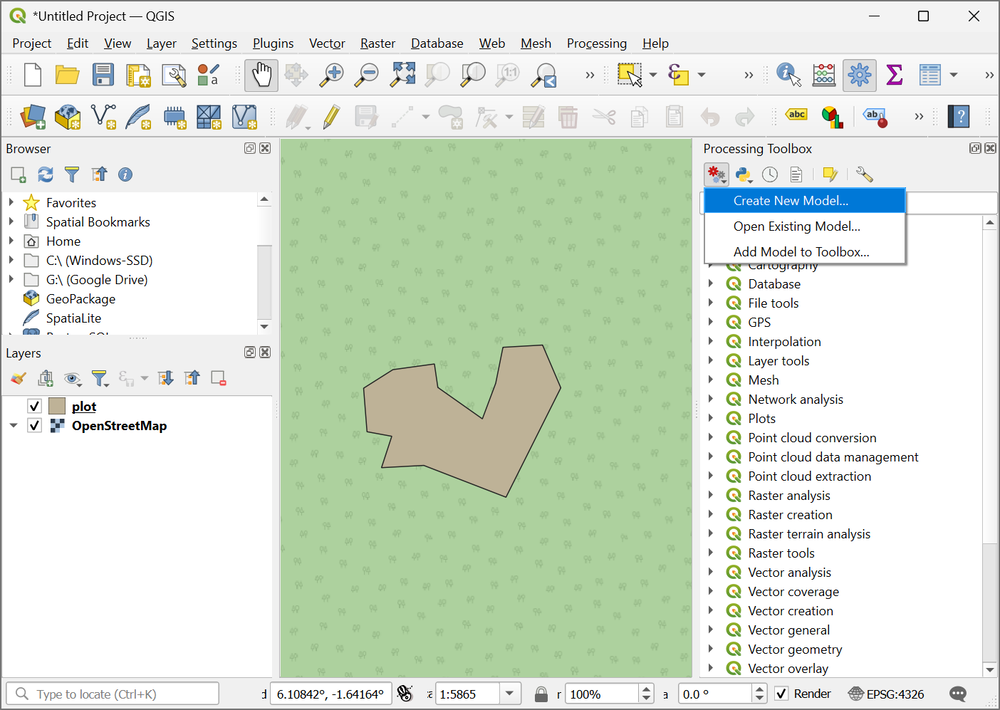 *Untitled Project — QGIS
Project Edit View Layer Settings Plugins Vector Raster Database Web Mesh Processing Help
1:1
abc
abc
ab
?
Browser
Favorites
Spatial Bookmarks
Home
C:\ (Windows-SSD)
G:\ (Google Drive)
GeoPackage
SpatiaLite
Layers
plot
OpenStreetMap
Processing Toolbox
Create New Model...
Open Existing Model...
Add Model to Toolbox...
Cartography
Database
File tools
GPS
Interpolation
Layer tools
Mesh
Network analysis
Plots
Point cloud conversion
Point cloud data management
Point cloud extraction
Raster analysis
Raster creation
Raster terrain analysis
Raster tools
Vector analysis
Vector coverage
Vector creation
Vector general
Vector geometry
Vector overlay
Type to locate (Ctrl+K) 6.10842°, -1.64164° 1:5865 100% 0.0 ° Render EPSG:4326